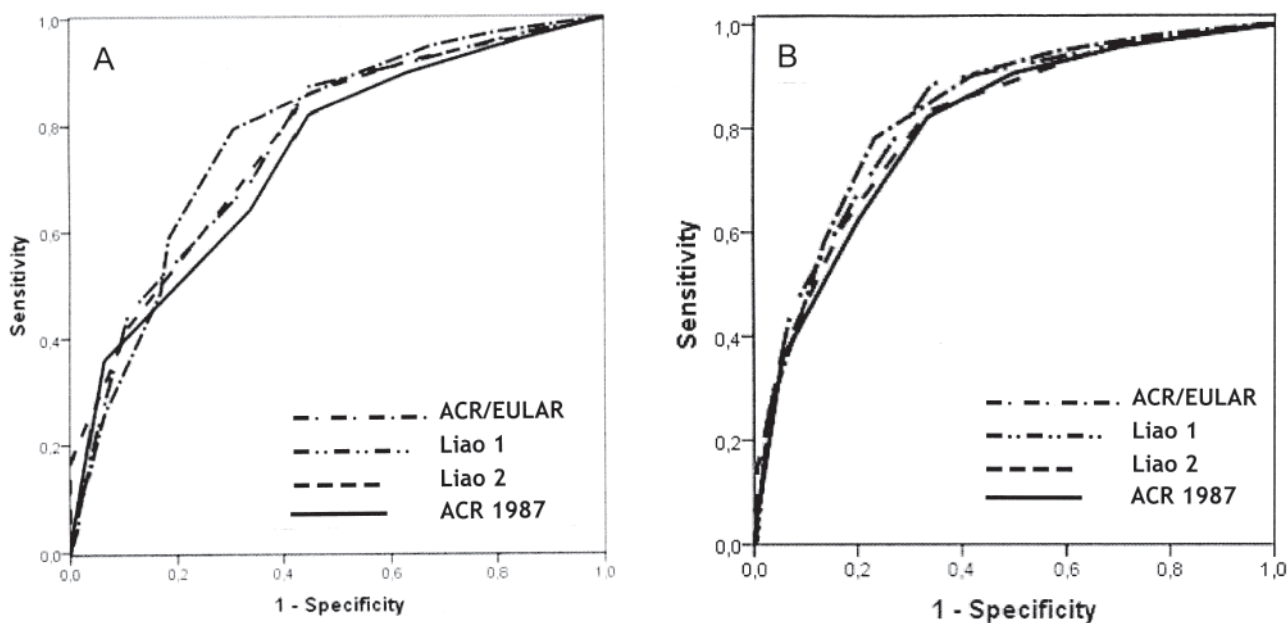 A
Sensitivity
1,0
0,8
0,6
0,4
0,2
0,0
ACR/EULAR
Liao 1
Liao 2
ACR 1987
0,0 0,2 0,4 0,6 0,8 1,0
1 - Specificity
B
Sensitivity
1,0
0,8
0,6
0,4
0,2
0,0
ACR/EULAR
Liao 1
Liao 2
ACR 1987
0,0 0,2 0,4 0,6 0,8 1,0
1 - Specificity